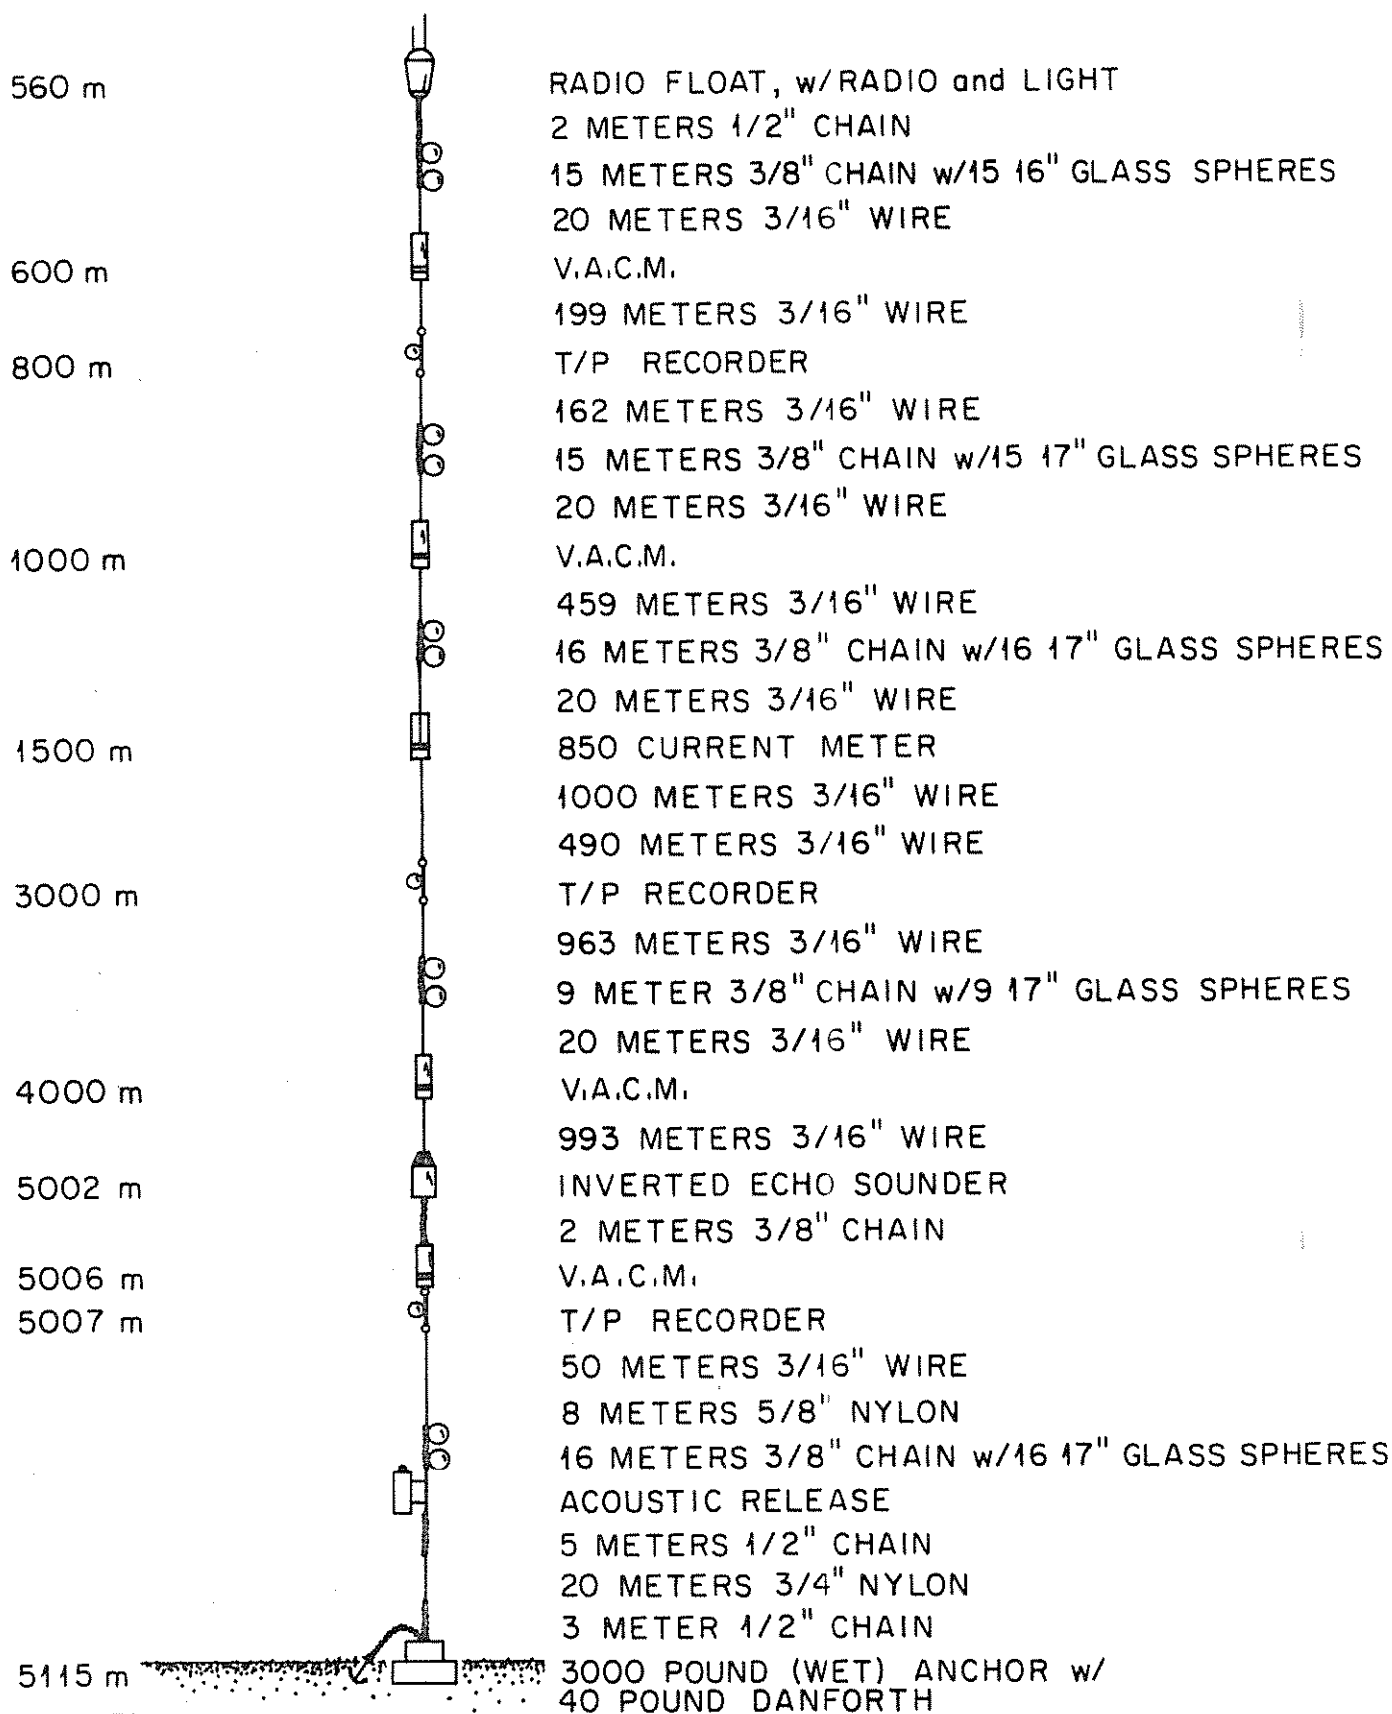 560 m RADIO FLOAT, w/RADIO and LIGHT
2 METERS 1/2" CHAIN
15 METERS 3/8" CHAIN w/15 16" GLASS SPHERES
20 METERS 3/16" WIRE
600 m V.A.C.M.
199 METERS 3/16" WIRE
800 m T/P RECORDER
162 METERS 3/16" WIRE
15 METERS 3/8" CHAIN w/15 17" GLASS SPHERES
20 METERS 3/16" WIRE
1000 m V.A.C.M.
459 METERS 3/16" WIRE
16 METERS 3/8" CHAIN w/16 17" GLASS SPHERES
20 METERS 3/16" WIRE
1500 m 850 CURRENT METER
1000 METERS 3/16" WIRE
490 METERS 3/16" WIRE
3000 m T/P RECORDER
963 METERS 3/16" WIRE
9 METER 3/8" CHAIN w/9 17" GLASS SPHERES
20 METERS 3/16" WIRE
4000 m V.A.C.M.
993 METERS 3/16" WIRE
5002 m INVERTED ECHO SOUNDER
2 METERS 3/8" CHAIN
5006 m V.A.C.M.
5007 m T/P RECORDER
50 METERS 3/16" WIRE
8 METERS 5/8" NYLON
16 METERS 3/8" CHAIN w/16 17" GLASS SPHERES
ACOUSTIC RELEASE
5 METERS 1/2" CHAIN
20 METERS 3/4" NYLON
3 METER 1/2" CHAIN
5115 m 3000 POUND (WET) ANCHOR w/
40 POUND DANFORTH